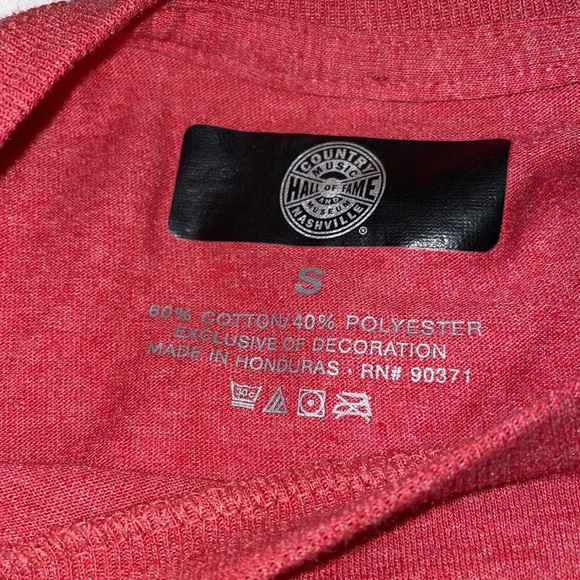 COUNTRY
MUSIC
HALL OF FAME
AND
MUSEUM
NASHVILLE
®
S
60% COTTON/40% POLYESTER
EXCLUSIVE OF DECORATION
MADE IN HONDURAS · RN# 90371
30c